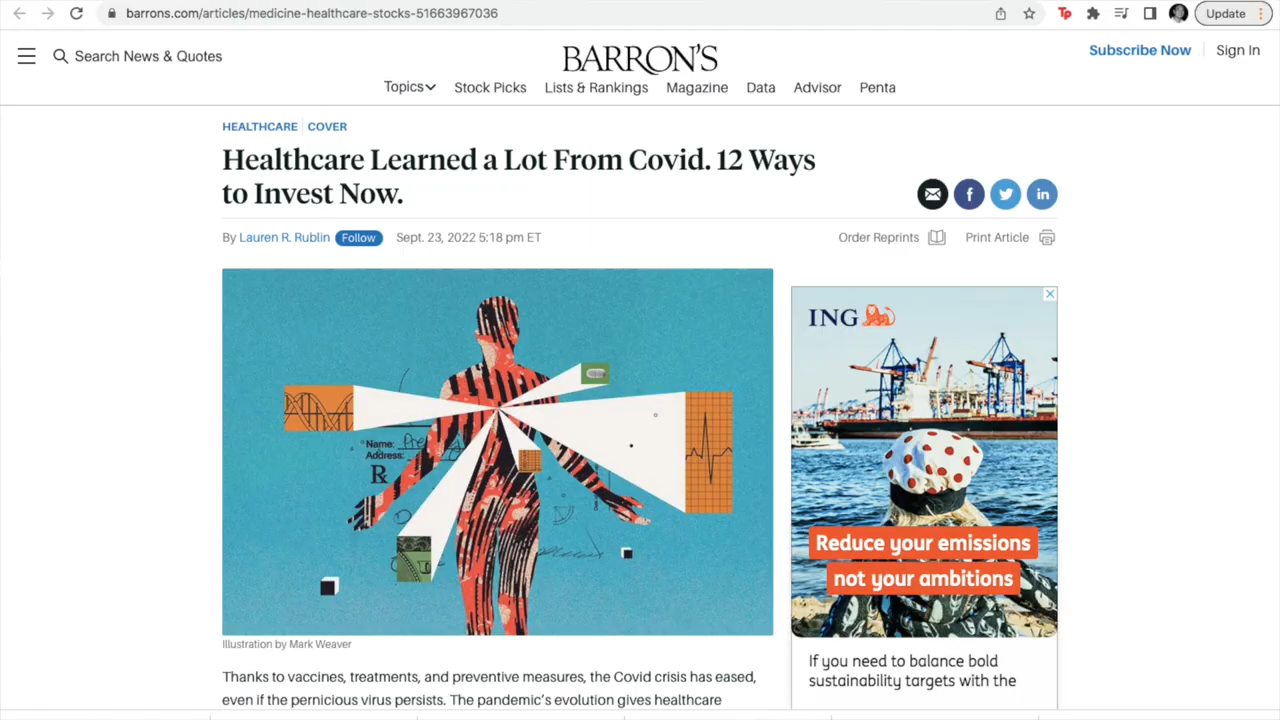 barrons.com/articles/medicine-healthcare-stocks-51663967036
Update
Search News & Quotes
BARRON'S
Subscribe Now
Sign In
Topics
Stock Picks
Lists & Rankings
Magazine
Data
Advisor
Penta
HEALTHCARE
COVER
Healthcare Learned a Lot From Covid. 12 Ways
to Invest Now.
By Lauren R. Rublin Follow Sept. 23, 2022 5:18 pm ET
Order Reprints
Print Article
Name:
Address:
Rx
Illustration by Mark Weaver
Thanks to vaccines, treatments, and preventive measures, the Covid crisis has eased,
even if the pernicious virus persists. The pandemic's evolution gives healthcare
ING
Reduce your emissions
not your ambitions
If you need to balance bold
sustainability targets with the